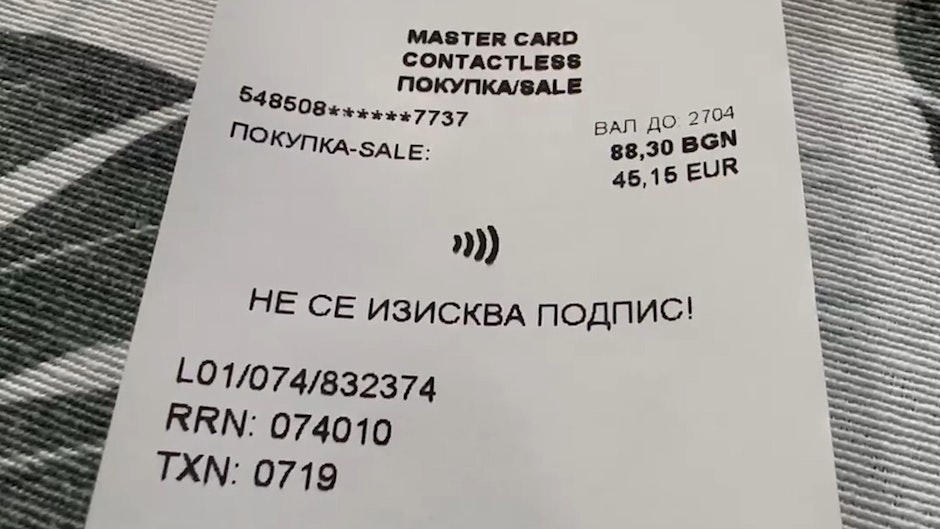 MASTER CARD
CONTACTLESS
ПОКУПКА/SALE
548508******7737
ВАЛ ДО: 2704
ПОКУПКА-SALE:
88,30 BGN
45,15 EUR
НЕ СЕ ИЗИСКВА ПОДПИС!
L01/074/832374
RRN: 074010
TXN: 0719